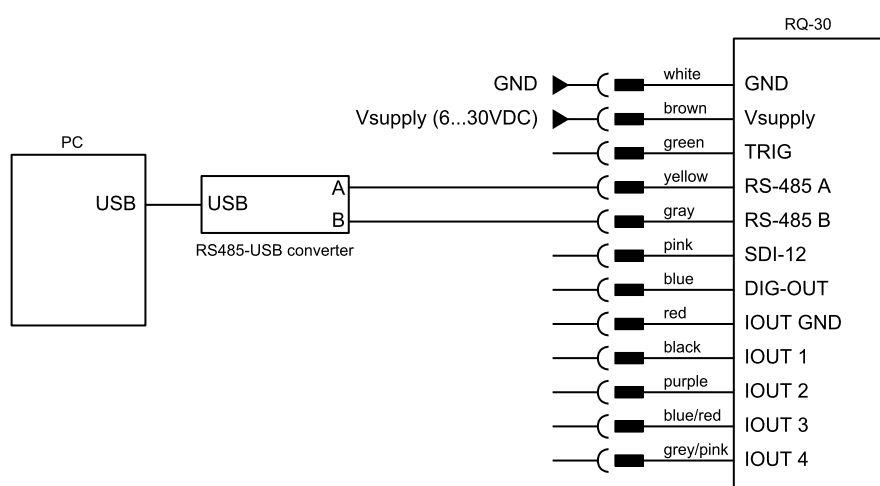 RQ-30
GND white GND
Vsupply (6...30VDC) brown Vsupply
green TRIG
PC
yellow RS-485 A
USB USB A
B gray RS-485 B
RS485-USB converter
pink SDI-12
blue DIG-OUT
red IOUT GND
black IOUT 1
purple IOUT 2
blue/red IOUT 3
grey/pink IOUT 4